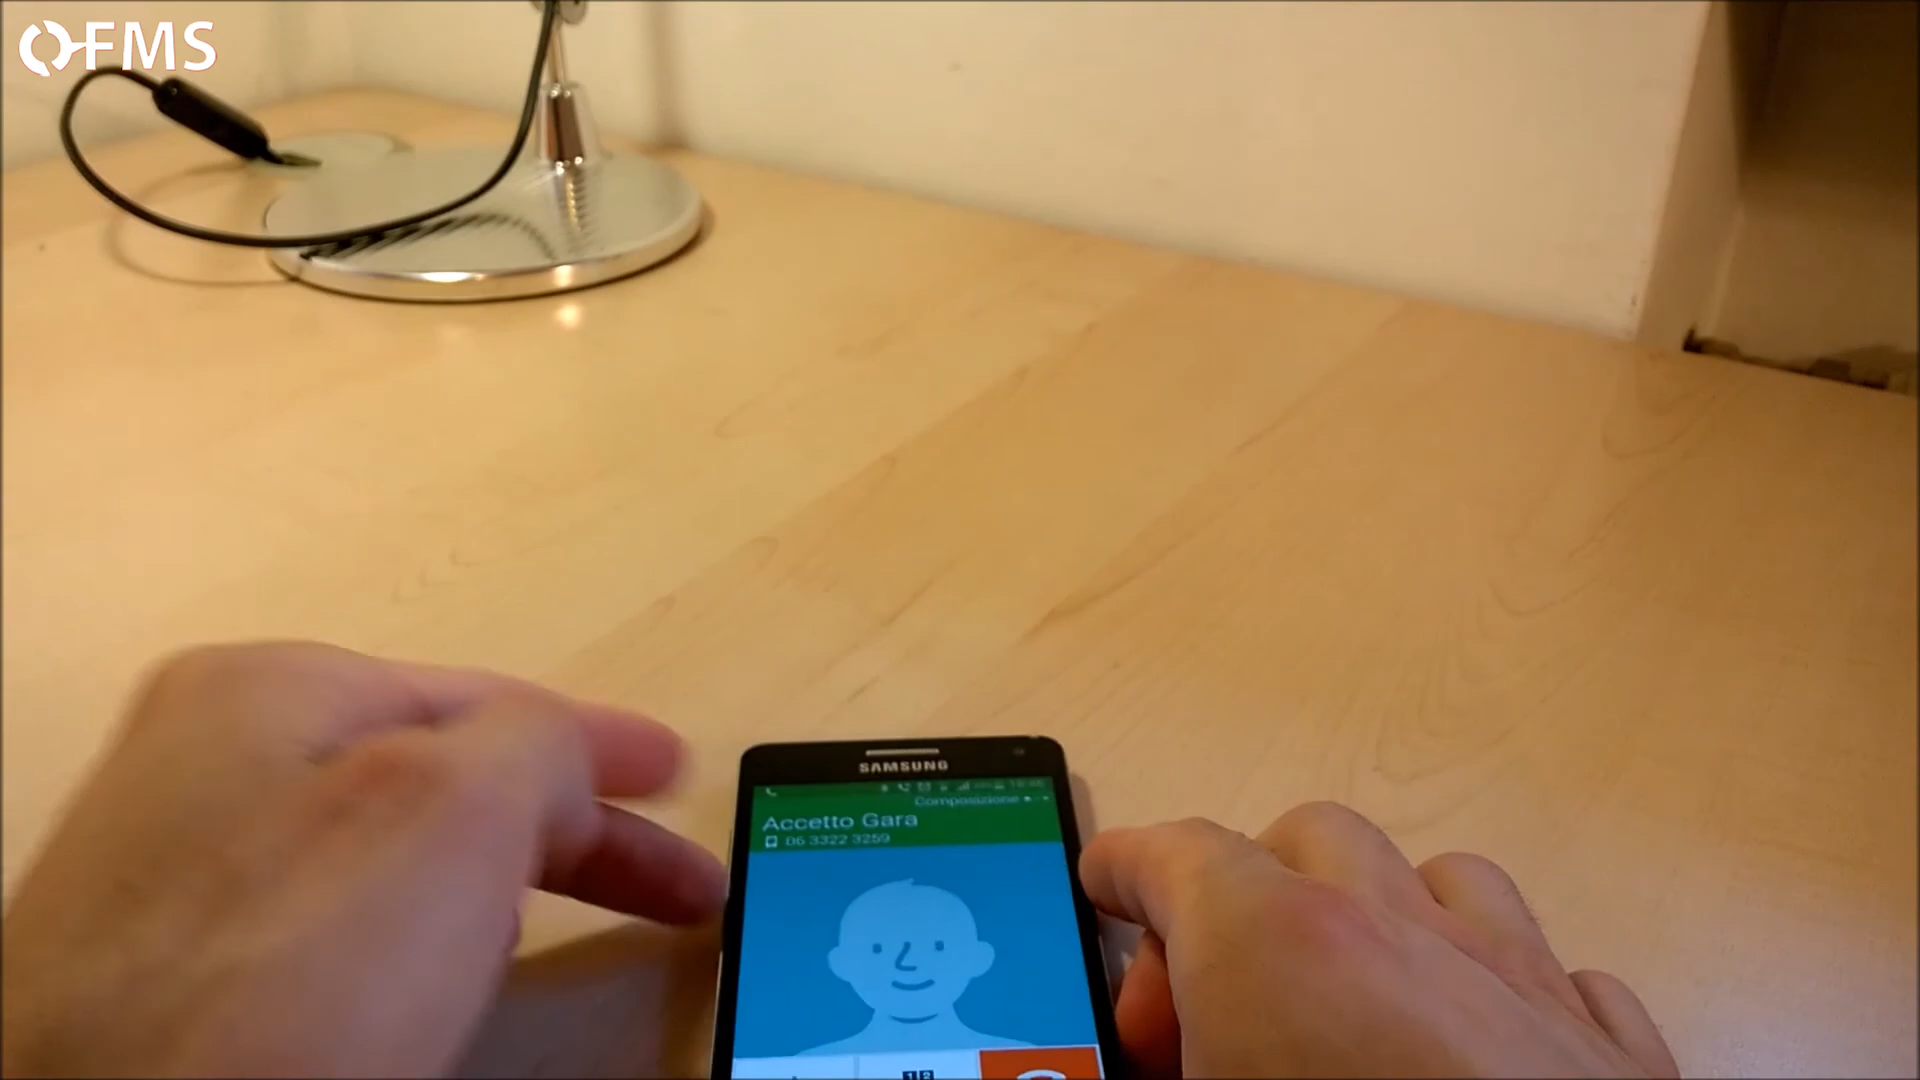 FMS
SAMSUNG
Composizione
Accetto Gara
06 3322 3259